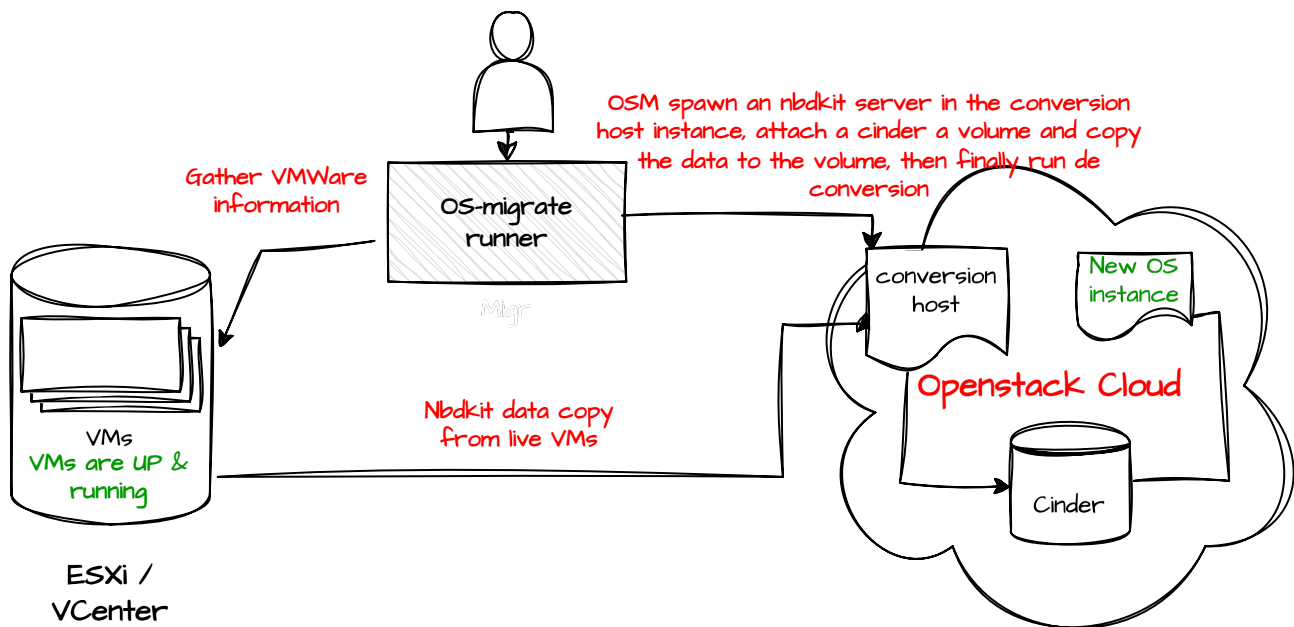 OSM spawn an nbdkit server in the conversion
host instance, attach a cinder a volume and copy
the data to the volume, then finally run de
conversion
Gather VMWare
information
OS-migrate
runner
Migr
conversion
host
New OS
instance
Openstack Cloud
Nbdkit data copy
from live VMs
VMs
VMs are UP &
running
Cinder
ESXi /
VCenter